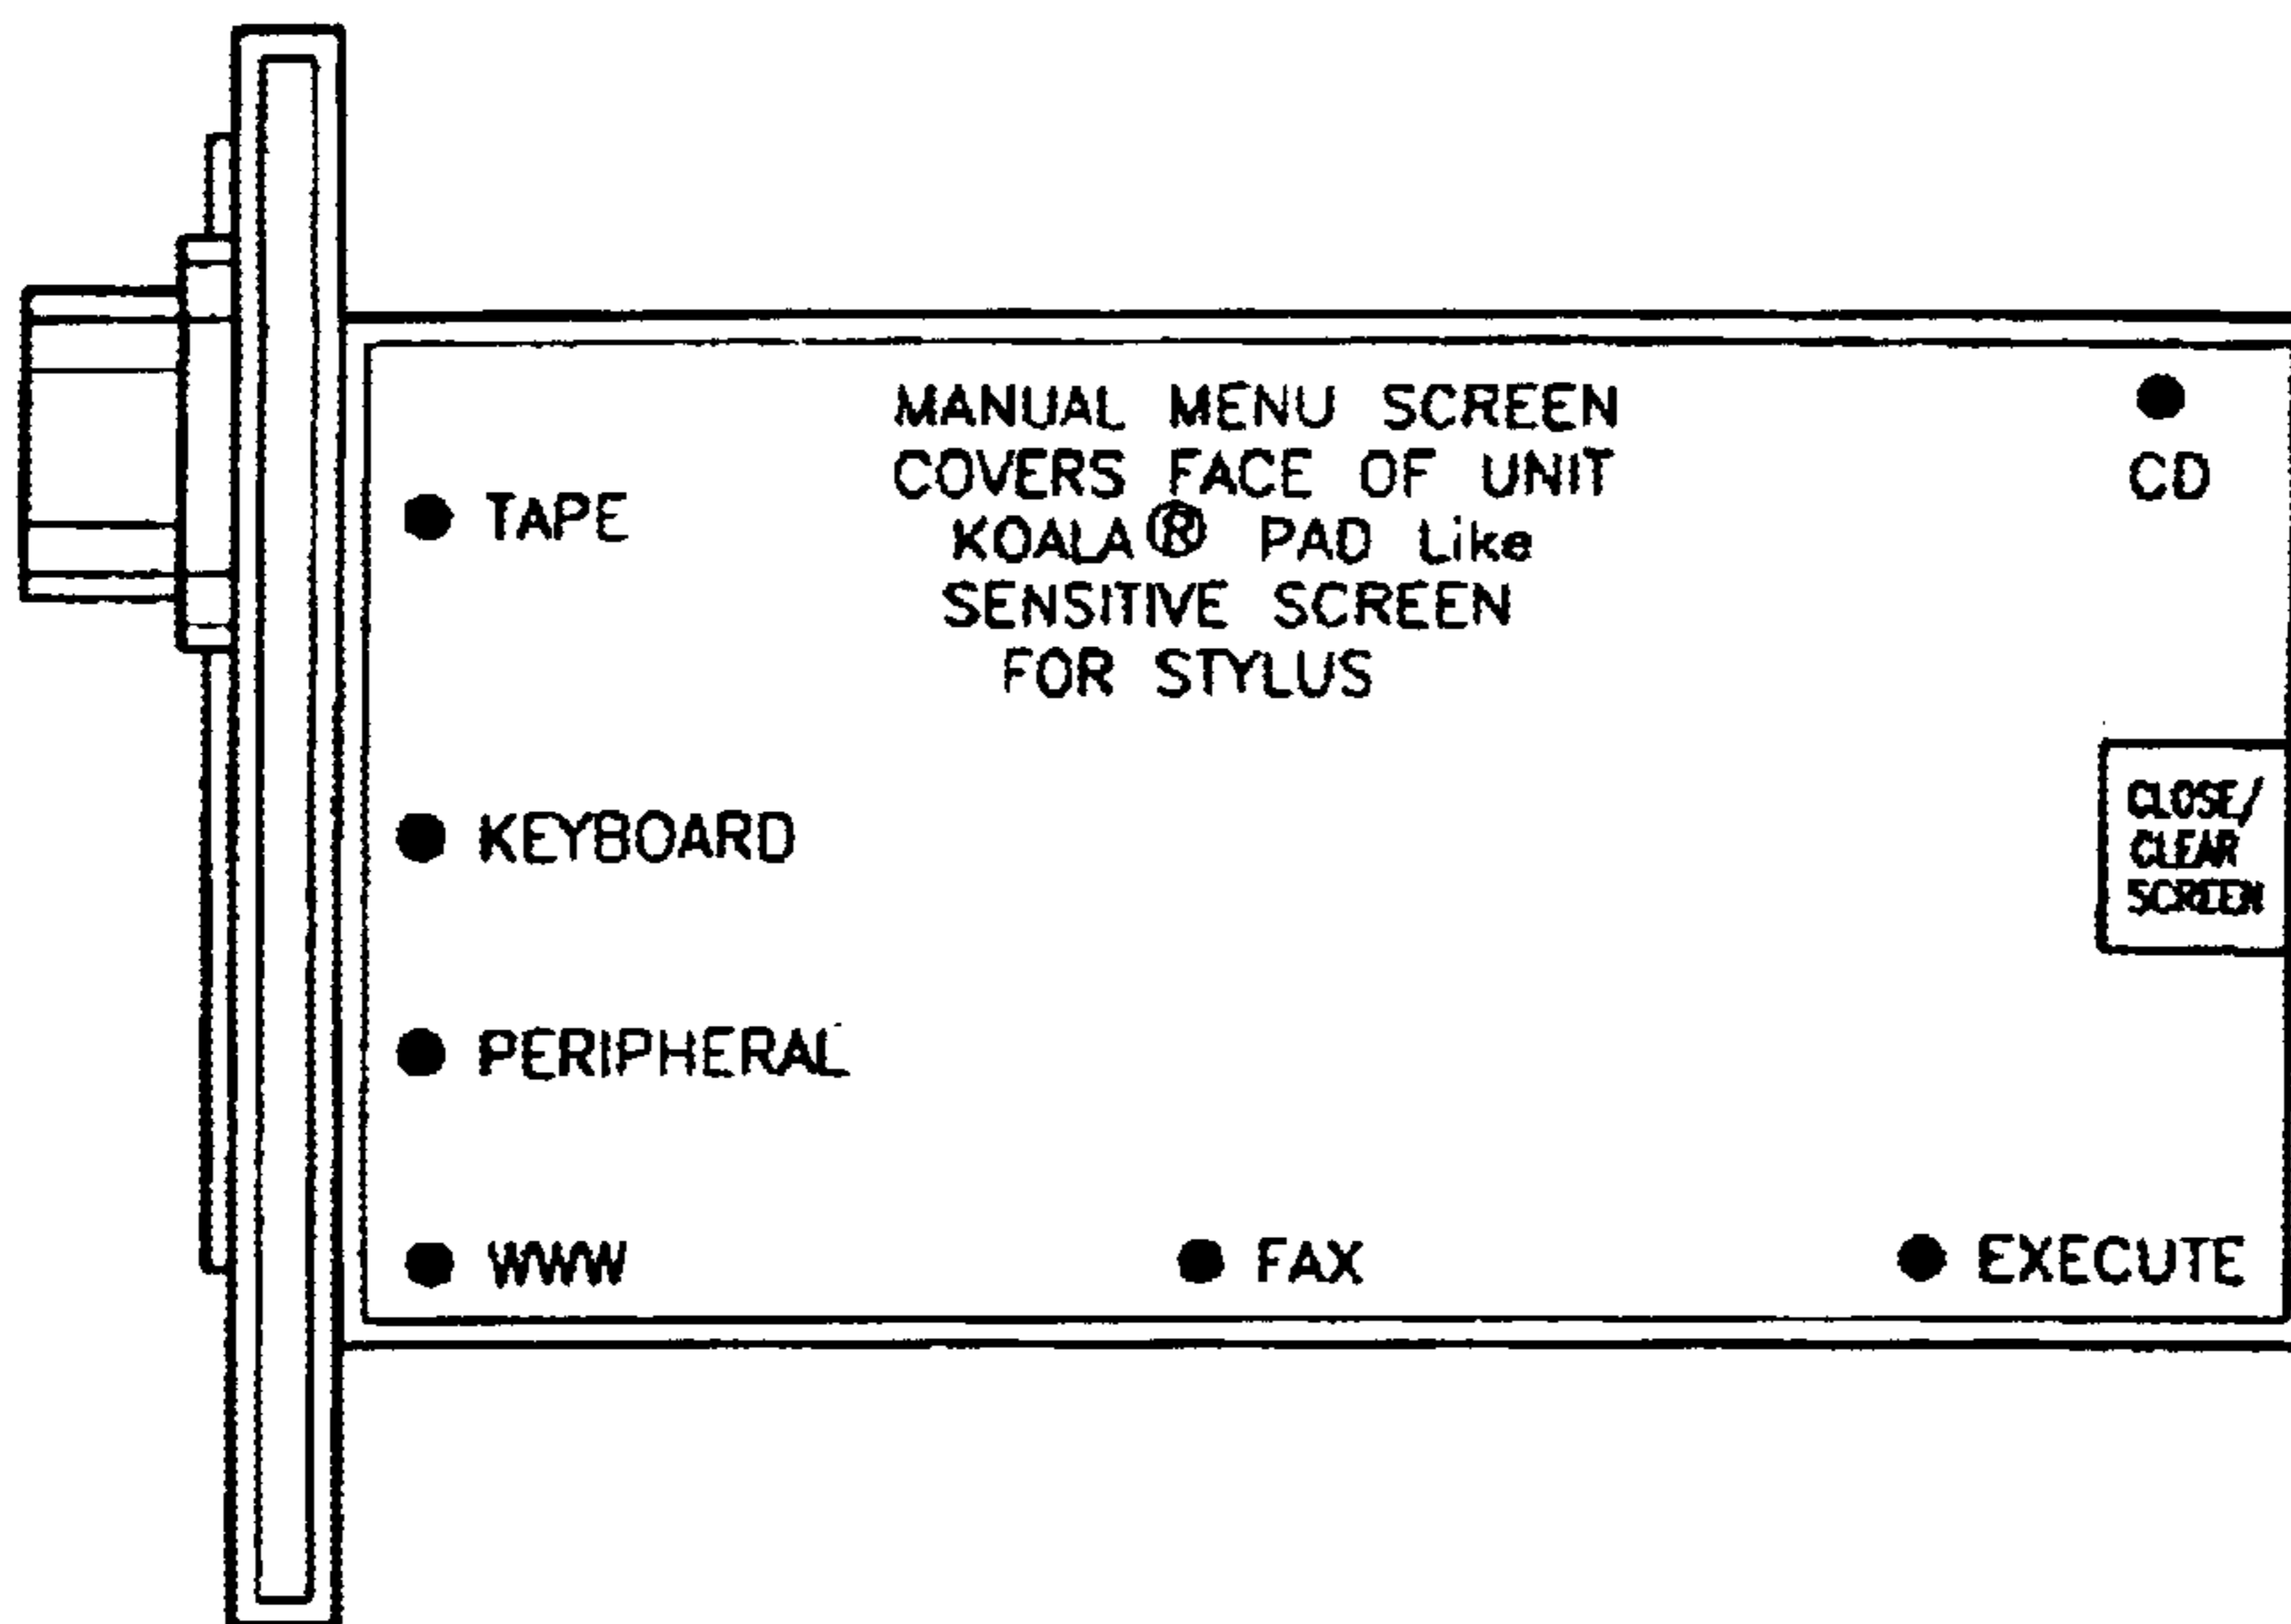 MANUAL MENU SCREEN
COVERS FACE OF UNIT
KOALA® PAD Like
SENSITIVE SCREEN
FOR STYLUS
CD
TAPE
CLOSE/
CLEAR
SCREEN
KEYBOARD
PERIPHERAL
WWW
FAX
EXECUTE